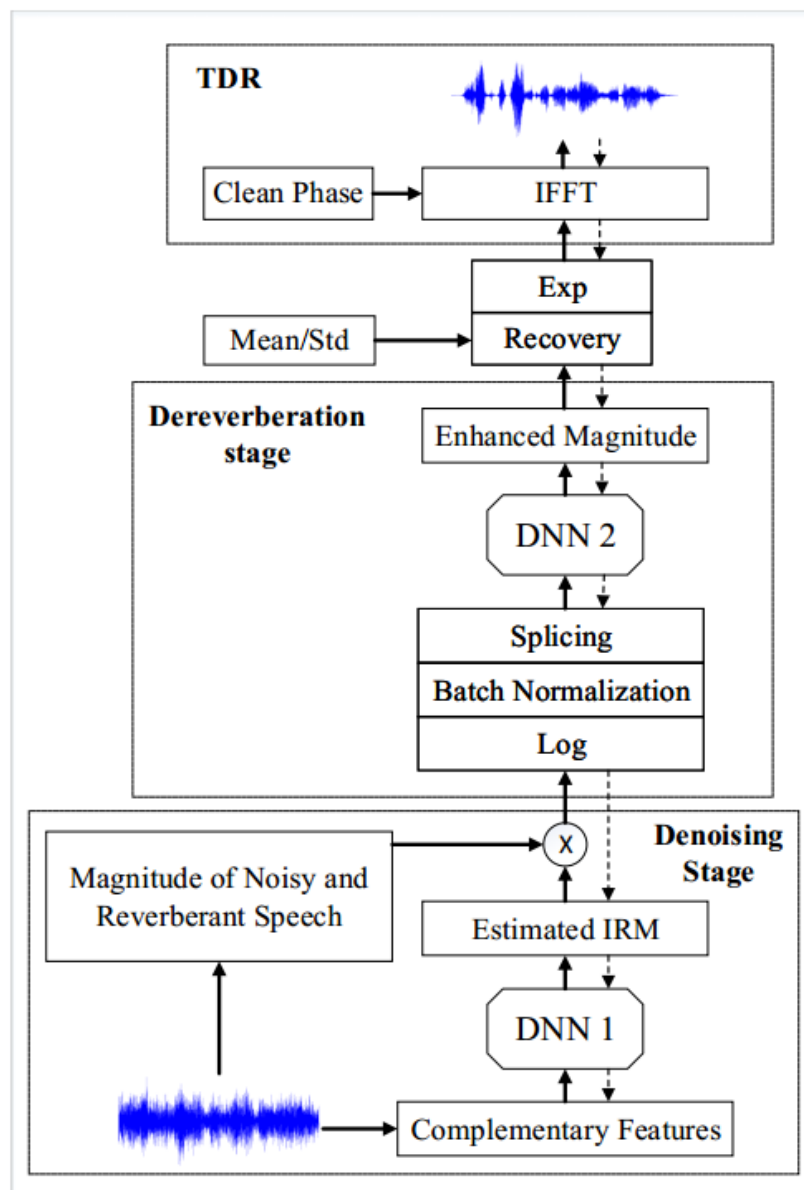 TDR
Clean Phase
IFFT
Exp
Mean/Std
Recovery
Dereverberation
stage
Enhanced Magnitude
DNN 2
Splicing
Batch Normalization
Log
Denoising
Stage
X
Magnitude of Noisy and
Reverberant Speech
Estimated IRM
DNN 1
Complementary Features